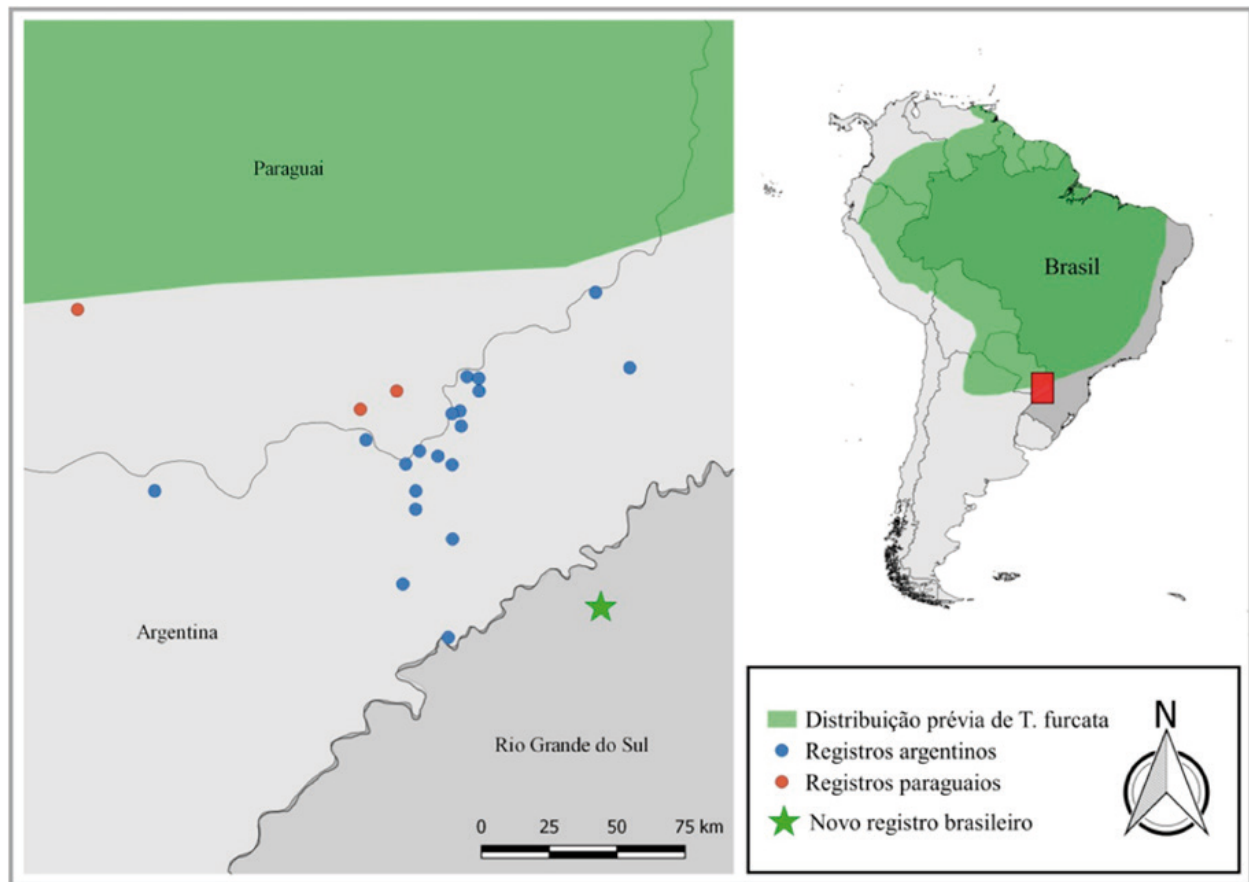 Paraguai
Argentina
Rio Grande do Sul
0 25 50 75 km
Brasil
Distribuição prévia de T. furcata
Registros argentinos
Registros paraguaios
Novo registro brasileiro
N